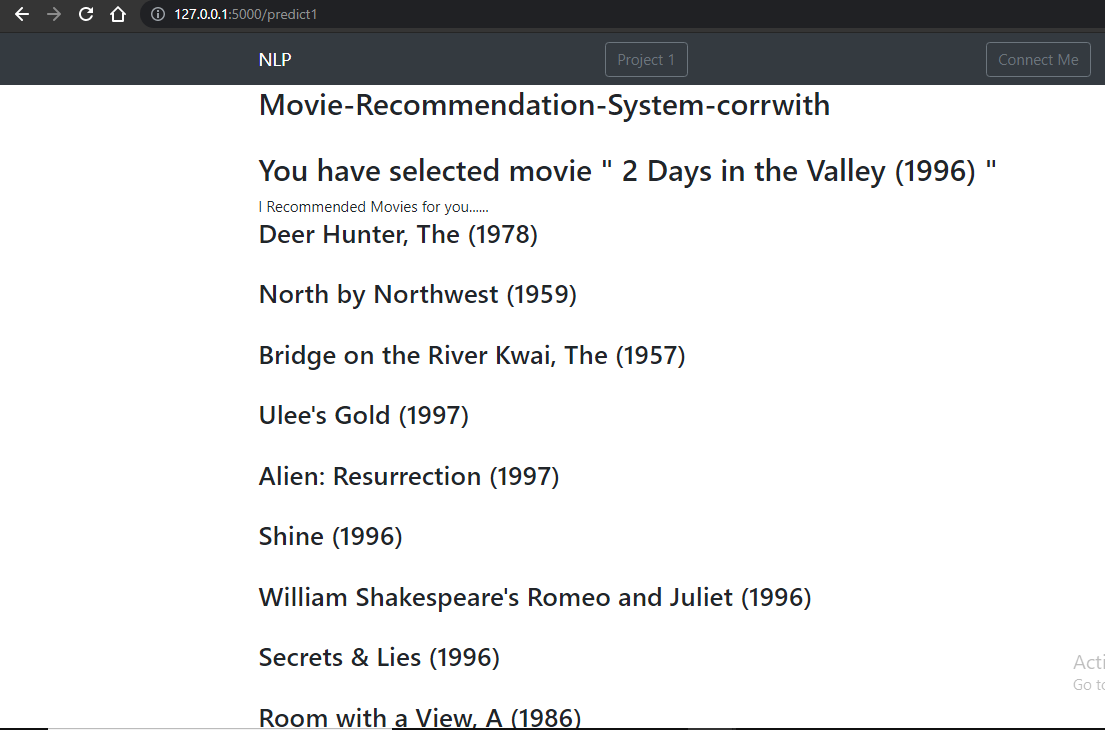 127.0.0.1:5000/predict1
NLP
Project 1
Connect Me
Movie-Recommendation-System-corrwith
You have selected movie " 2 Days in the Valley (1996) "
I Recommended Movies for you......
Deer Hunter, The (1978)
North by Northwest (1959)
Bridge on the River Kwai, The (1957)
Ulee's Gold (1997)
Alien: Resurrection (1997)
Shine (1996)
William Shakespeare's Romeo and Juliet (1996)
Secrets & Lies (1996)
Room with a View, A (1986)
Acti
Go to